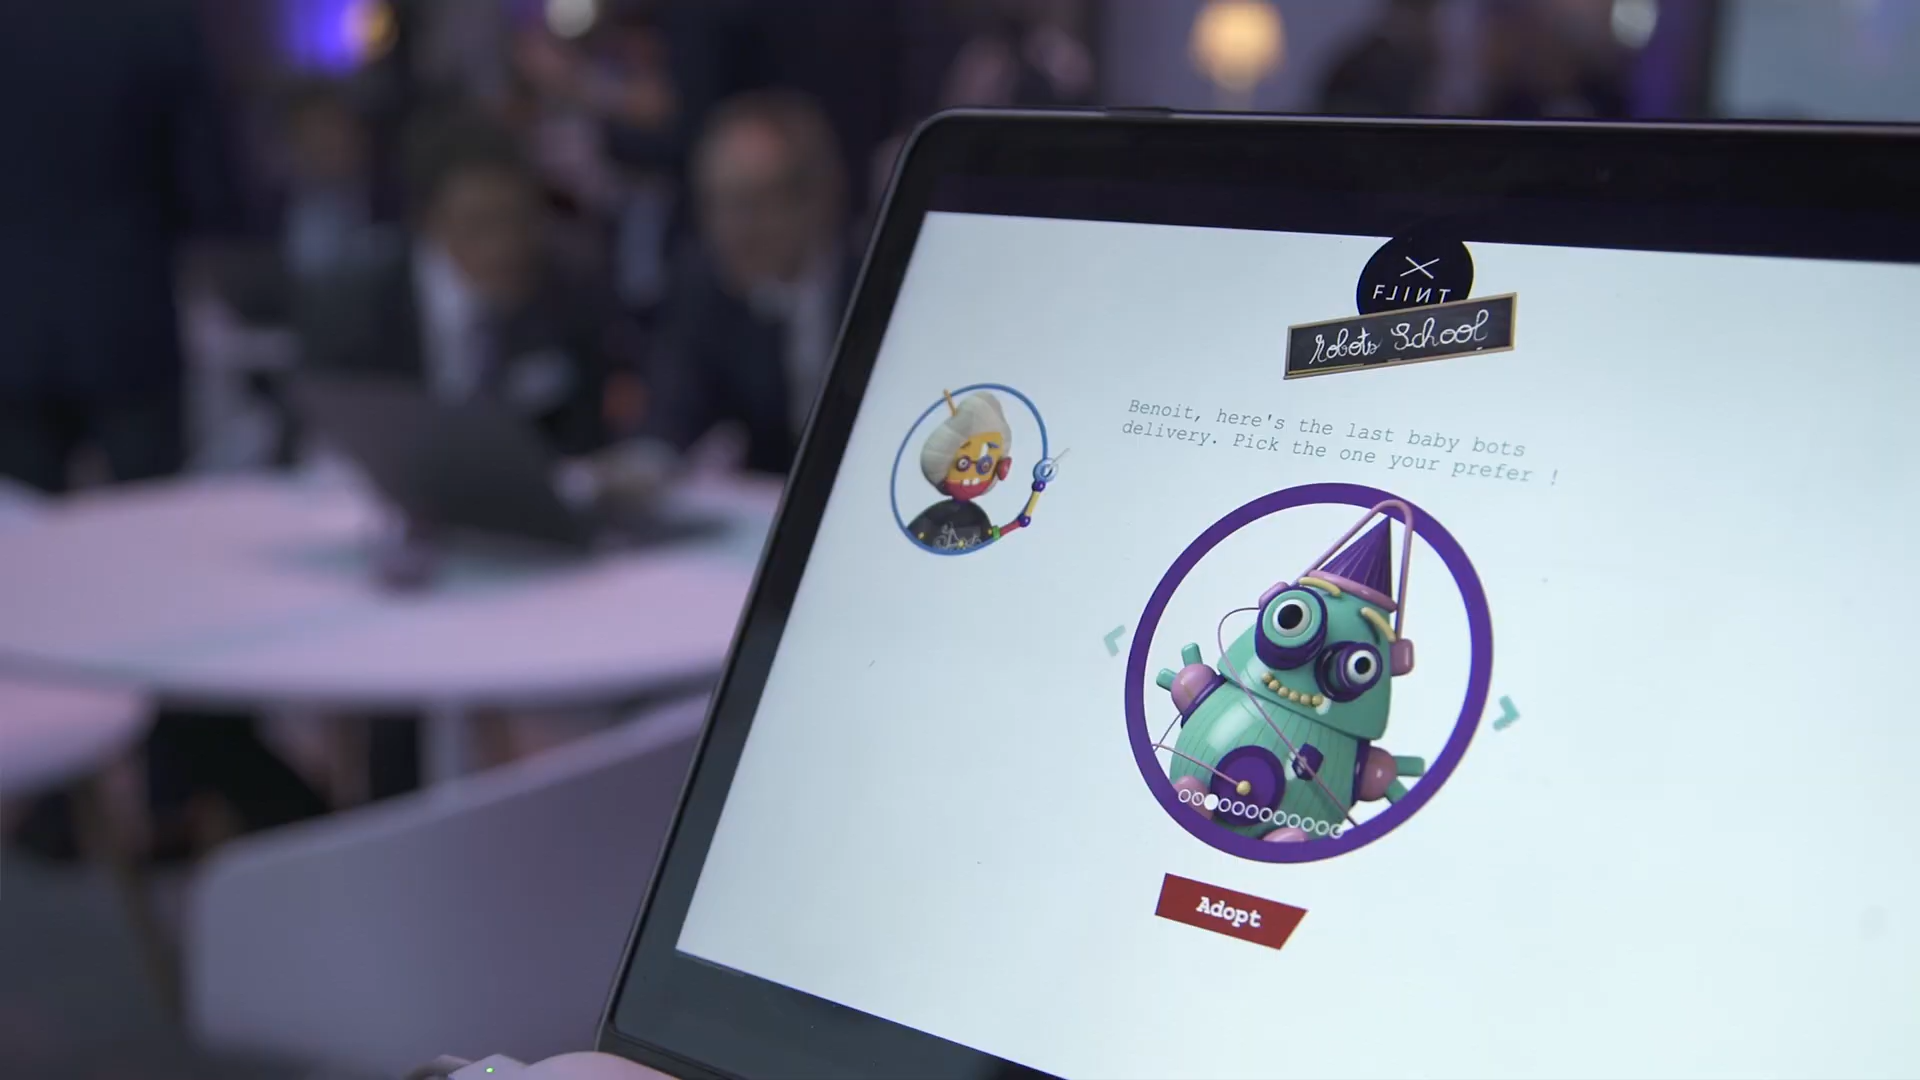 FLINT
Robots School
Benoit, here's the last baby bots
delivery. Pick the one your prefer !
Adopt